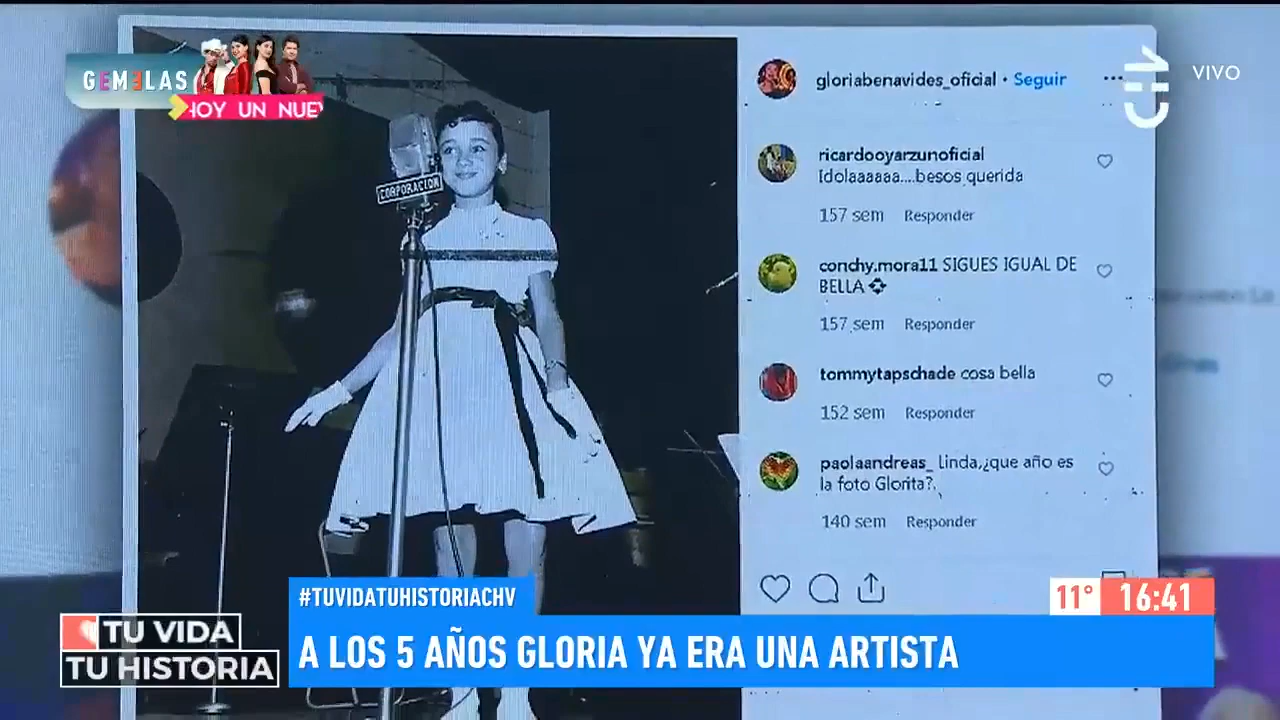 GEMELAS
HOY UN NUE
VIVO
CORPORACION
gloriabenavides_oficial • Seguir
ricardooyarzunoficial
Idolaaaaaa....besos querida
157 sem Responder
conchy.mora11 SIGUES IGUAL DE
BELLA
157 sem Responder
tommytapschade cosa bella
152 sem Responder
paolaandreas_ Linda,¿que año es
la foto Glorita?.
140 sem Responder
#TUVIDATUHISTORIACHV
11° 16:41
TU VIDA
TU HISTORIA
A LOS 5 AÑOS GLORIA YA ERA UNA ARTISTA